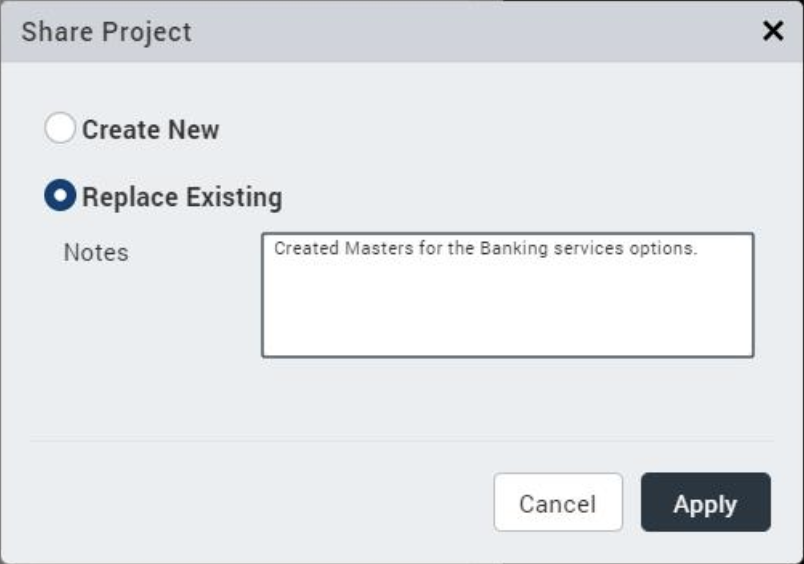 Share Project
Create New
Replace Existing
Notes
Created Masters for the Banking services options.
Cancel
Apply